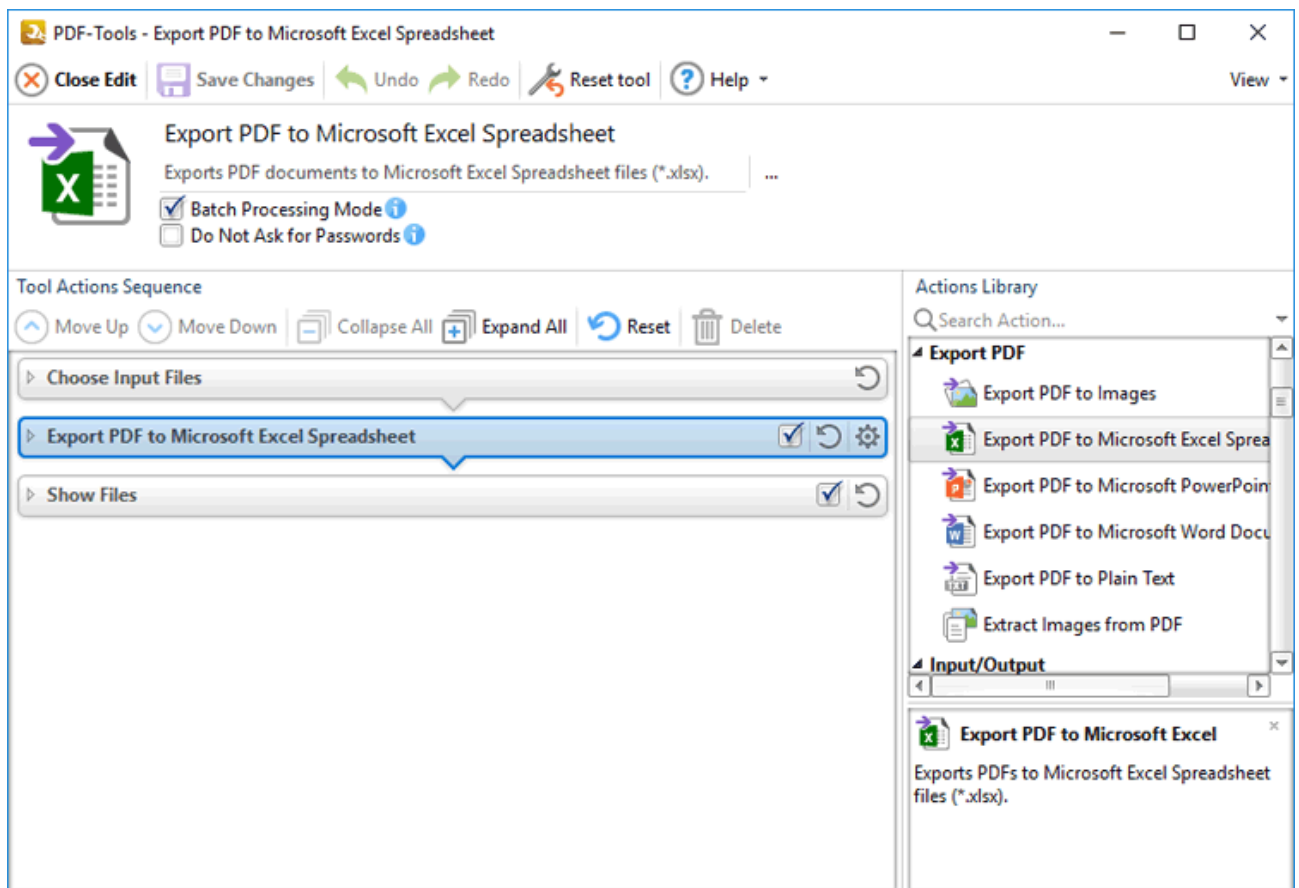 PDF-Tools - Export PDF to Microsoft Excel Spreadsheet
Close Edit Save Changes Undo Redo Reset tool ? Help View
Export PDF to Microsoft Excel Spreadsheet
Exports PDF documents to Microsoft Excel Spreadsheet files (*.xlsx). ...
Batch Processing Mode
Do Not Ask for Passwords
Tool Actions Sequence
Move Up Move Down Collapse All Expand All Reset Delete
Choose Input Files
Export PDF to Microsoft Excel Spreadsheet
Show Files
Actions Library
Search Action...
Export PDF
Export PDF to Images
Export PDF to Microsoft Excel Sprea
Export PDF to Microsoft PowerPoin
Export PDF to Microsoft Word Docu
Export PDF to Plain Text
Extract Images from PDF
Input/Output
Export PDF to Microsoft Excel
Exports PDFs to Microsoft Excel Spreadsheet
files (*.xlsx).